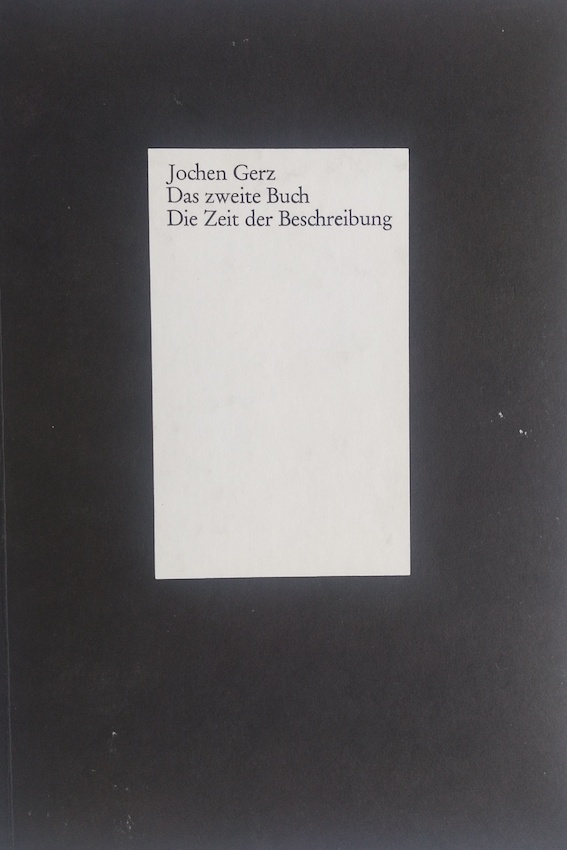 Jochen Gerz
Das zweite Buch
Die Zeit der Beschreibung